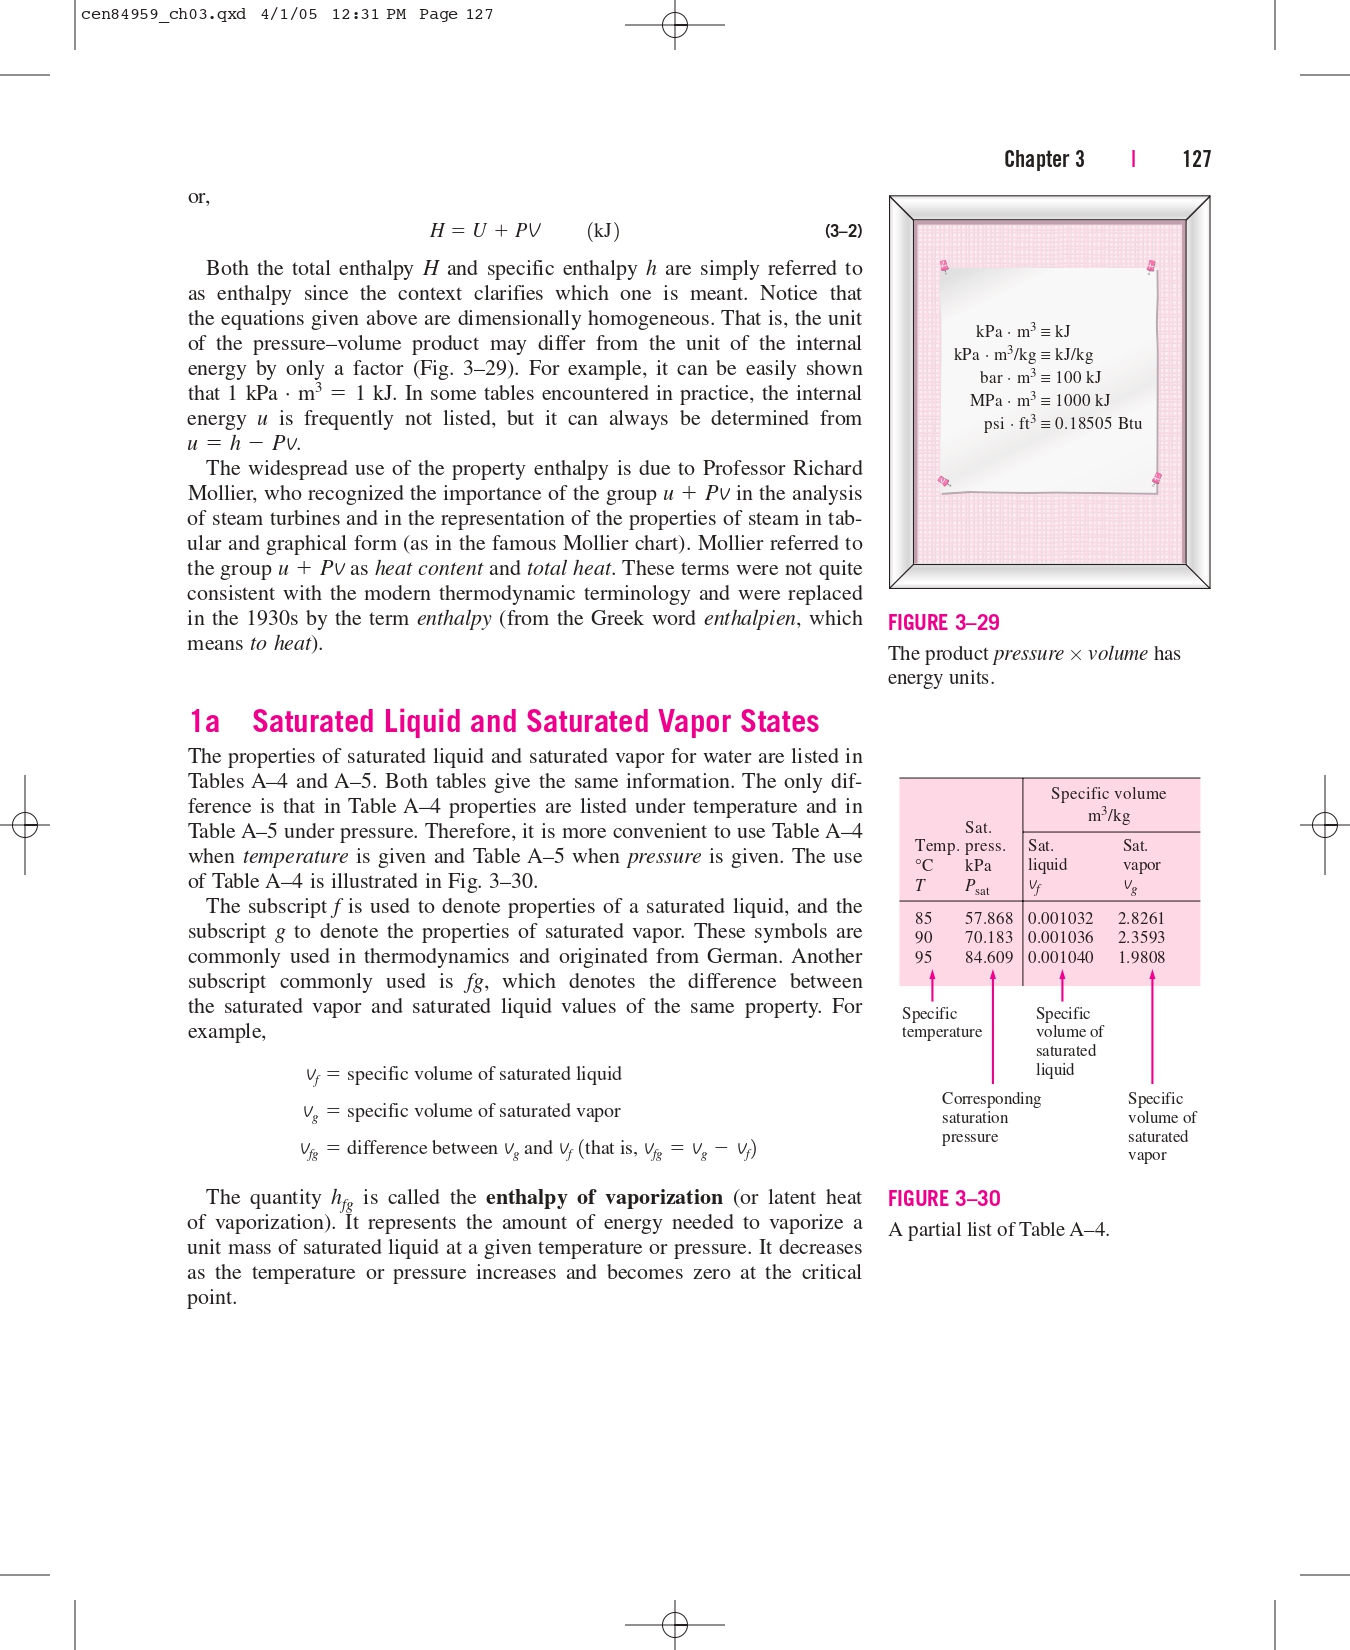 cen84959_ch03.qxd 4/1/05 12:31 PM Page 127
Chapter 3 | 127
or,
H = U + PV (kJ) (3–2)
Both the total enthalpy H and specific enthalpy h are simply referred to
as enthalpy since the context clarifies which one is meant. Notice that
the equations given above are dimensionally homogeneous. That is, the unit
of the pressure–volume product may differ from the unit of the internal
energy by only a factor (Fig. 3–29). For example, it can be easily shown
that 1 kPa · m³ = 1 kJ. In some tables encountered in practice, the internal
energy u is frequently not listed, but it can always be determined from
u = h − Pv.
The widespread use of the property enthalpy is due to Professor Richard
Mollier, who recognized the importance of the group u + Pv in the analysis
of steam turbines and in the representation of the properties of steam in tab-
ular and graphical form (as in the famous Mollier chart). Mollier referred to
the group u + Pv as heat content and total heat. These terms were not quite
consistent with the modern thermodynamic terminology and were replaced
in the 1930s by the term enthalpy (from the Greek word enthalpien, which
means to heat).
1a Saturated Liquid and Saturated Vapor States
The properties of saturated liquid and saturated vapor for water are listed in
Tables A–4 and A–5. Both tables give the same information. The only dif-
ference is that in Table A–4 properties are listed under temperature and in
Table A–5 under pressure. Therefore, it is more convenient to use Table A–4
when temperature is given and Table A–5 when pressure is given. The use
of Table A–4 is illustrated in Fig. 3–30.
The subscript f is used to denote properties of a saturated liquid, and the
subscript g to denote the properties of saturated vapor. These symbols are
commonly used in thermodynamics and originated from German. Another
subscript commonly used is fg, which denotes the difference between
the saturated vapor and saturated liquid values of the same property. For
example,
v_f = specific volume of saturated liquid
v_g = specific volume of saturated vapor
v_fg = difference between v_g and v_f (that is, v_fg = v_g − v_f)
The quantity h_fg is called the enthalpy of vaporization (or latent heat
of vaporization). It represents the amount of energy needed to vaporize a
unit mass of saturated liquid at a given temperature or pressure. It decreases
as the temperature or pressure increases and becomes zero at the critical
point.
kPa · m³ ≡ kJ
kPa · m³/kg ≡ kJ/kg
bar · m³ ≡ 100 kJ
MPa · m³ ≡ 1000 kJ
psi · ft³ ≡ 0.18505 Btu
FIGURE 3–29
The product pressure × volume has
energy units.
Specific volume
m³/kg
Sat.
Temp. press. Sat. Sat.
°C kPa liquid vapor
T P_sat v_f v_g
85 57.868 0.001032 2.8261
90 70.183 0.001036 2.3593
95 84.609 0.001040 1.9808
Specific
temperature
Specific
volume of
saturated
liquid
Corresponding
saturation
pressure
Specific
volume of
saturated
vapor
FIGURE 3–30
A partial list of Table A–4.